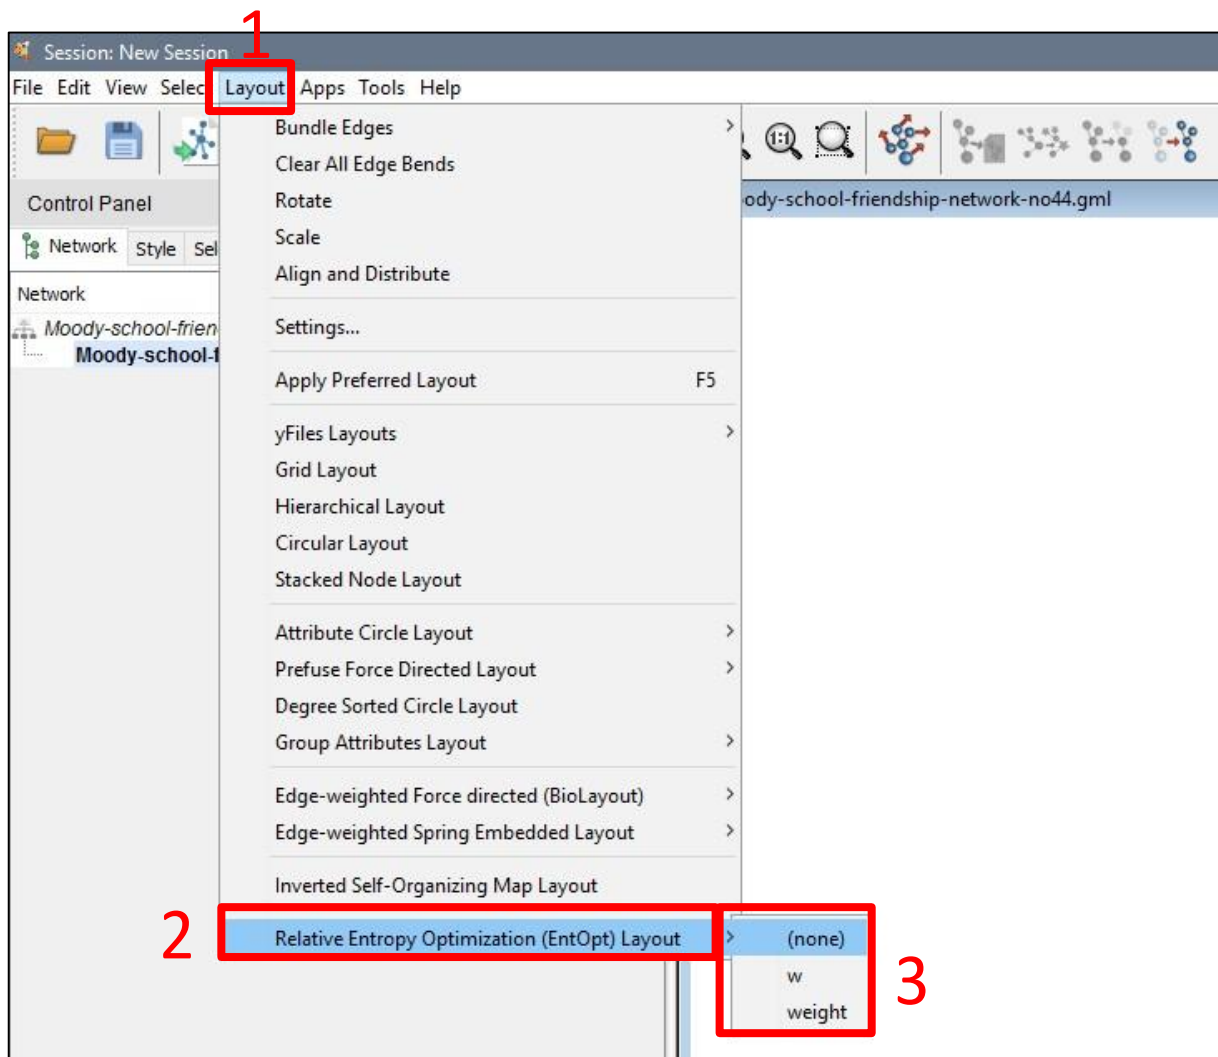 1
Session: New Session
File Edit View Selec Layout Apps Tools Help
1:1
Control Panel
ody-school-friendship-network-no44.gml
Network Style Sel
Network
Moody-school-frien
Moody-school-f
Bundle Edges
Clear All Edge Bends
Rotate
Scale
Align and Distribute
Settings...
Apply Preferred Layout F5
yFiles Layouts
Grid Layout
Hierarchical Layout
Circular Layout
Stacked Node Layout
Attribute Circle Layout
Prefuse Force Directed Layout
Degree Sorted Circle Layout
Group Attributes Layout
Edge-weighted Force directed (BioLayout)
Edge-weighted Spring Embedded Layout
Inverted Self-Organizing Map Layout
2
Relative Entropy Optimization (EntOpt) Layout
(none)
w
weight
3